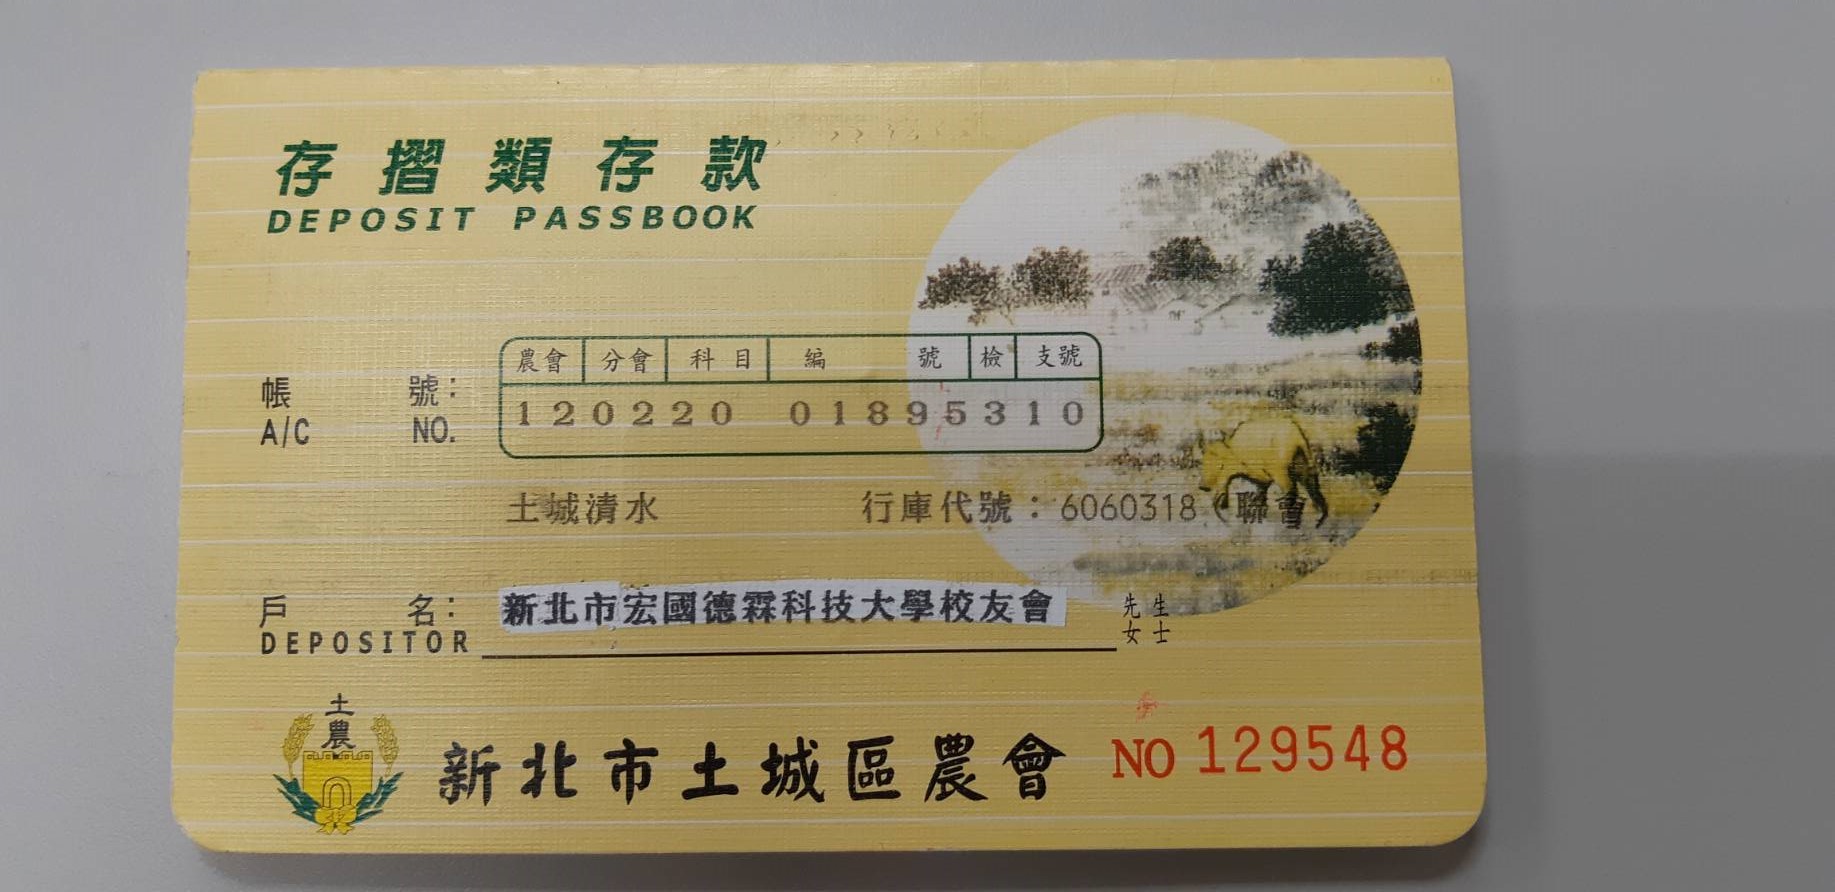 存摺類存款
DEPOSIT PASSBOOK
農會 分會 科目 編號 檢 支號
帳號:
A/C NO.
120220 01895310
土城清水 行庫代號:6060318(聯會
戶名:
DEPOSITOR
新北市宏國德霖科技大學校友會
先生
女士
土農
新北市土城區農會 NO 129548